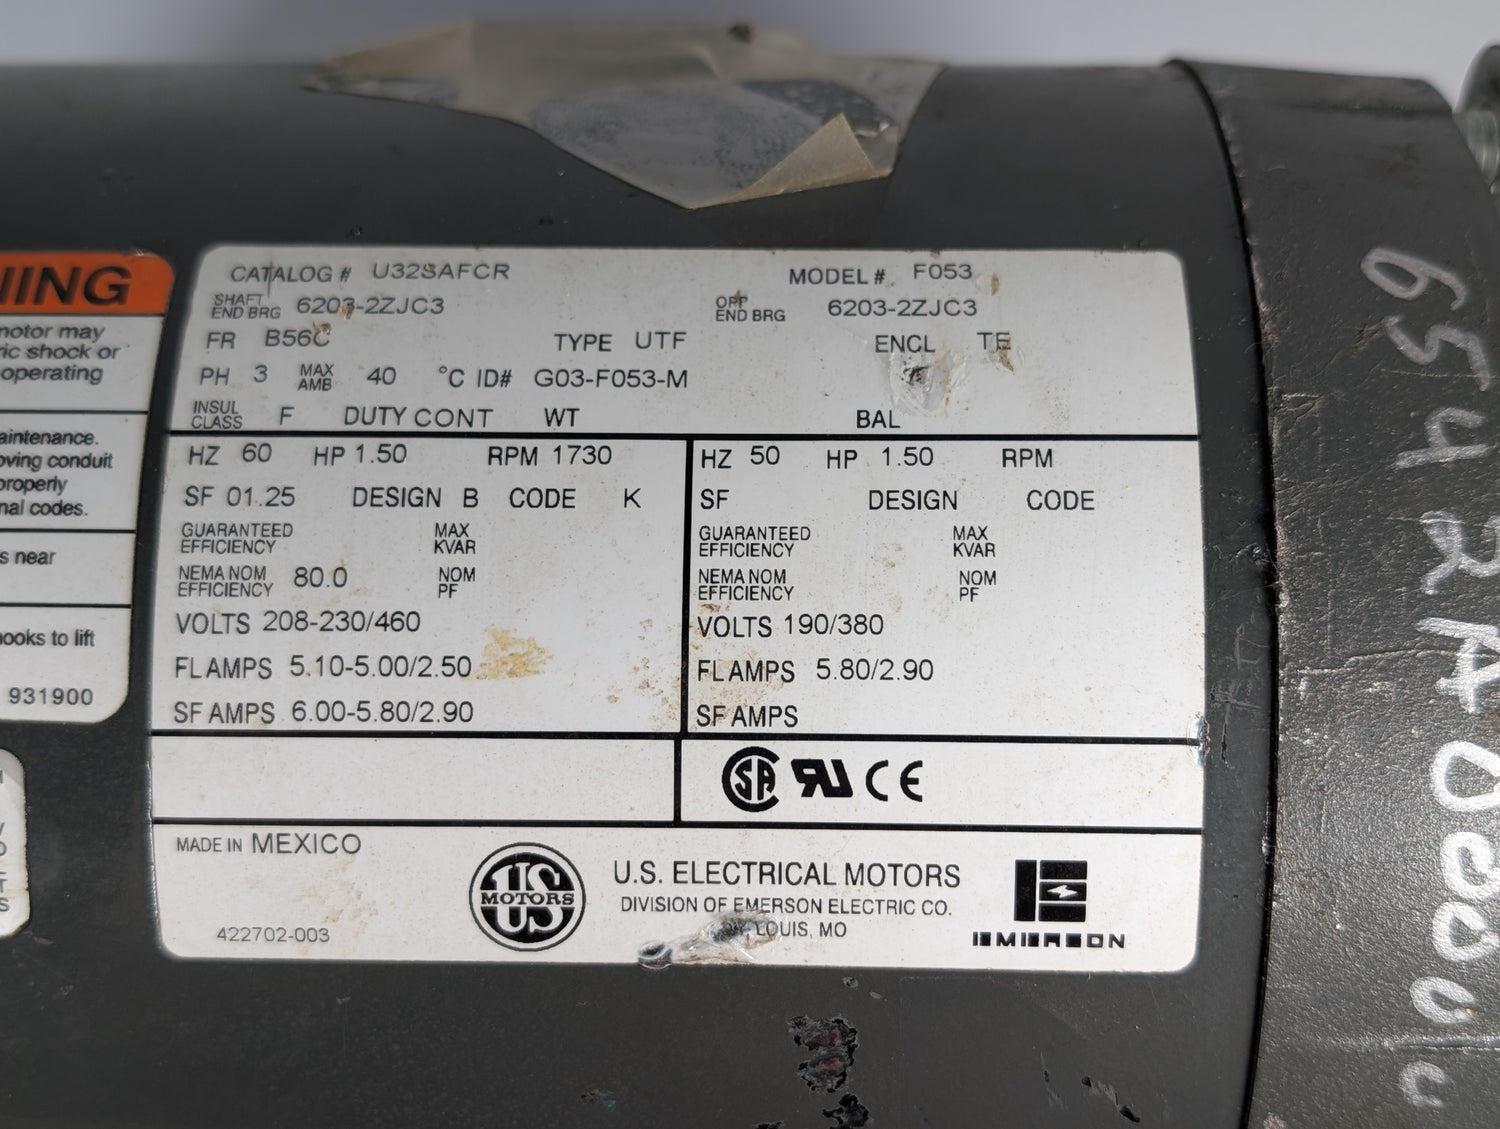 NING
motor may
ric shock or
operating
aintenance.
oving conduit
properly
nal codes.
s near
hooks to lift
931900
CATALOG # U32SAFCR MODEL # F053
SHAFT END BRG 6203-2ZJC3 OPP END BRG 6203-2ZJC3
FR B56C TYPE UTF ENCL TE
PH 3 MAX AMB 40 °C ID# G03-F053-M
INSUL CLASS F DUTY CONT WT BAL
HZ 60 HP 1.50 RPM 1730
SF 01.25 DESIGN B CODE K
GUARANTEED EFFICIENCY MAX KVAR
NEMA NOM EFFICIENCY 80.0 NOM PF
VOLTS 208-230/460
FL AMPS 5.10-5.00/2.50
SF AMPS 6.00-5.80/2.90
HZ 50 HP 1.50 RPM
SF DESIGN CODE
GUARANTEED EFFICIENCY MAX KVAR
NEMA NOM EFFICIENCY NOM PF
VOLTS 190/380
FL AMPS 5.80/2.90
SF AMPS
SA CE
MADE IN MEXICO
US MOTORS
U.S. ELECTRICAL MOTORS
DIVISION OF EMERSON ELECTRIC CO.
LOUIS, MO
EMERSON
422702-003